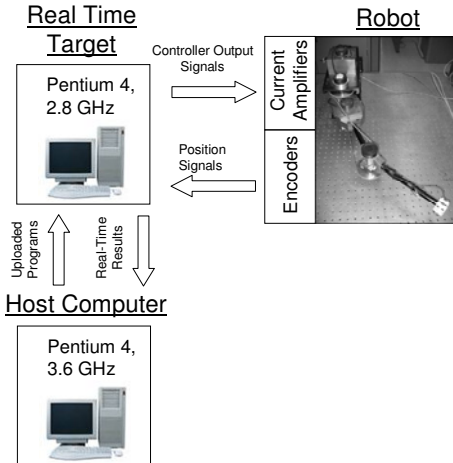 Real Time
Target
Pentium 4,
2.8 GHz
Controller Output
Signals
Position
Signals
Robot
Current
Amplifiers
Encoders
Uploaded
Programs
Real-Time
Results
Host Computer
Pentium 4,
3.6 GHz